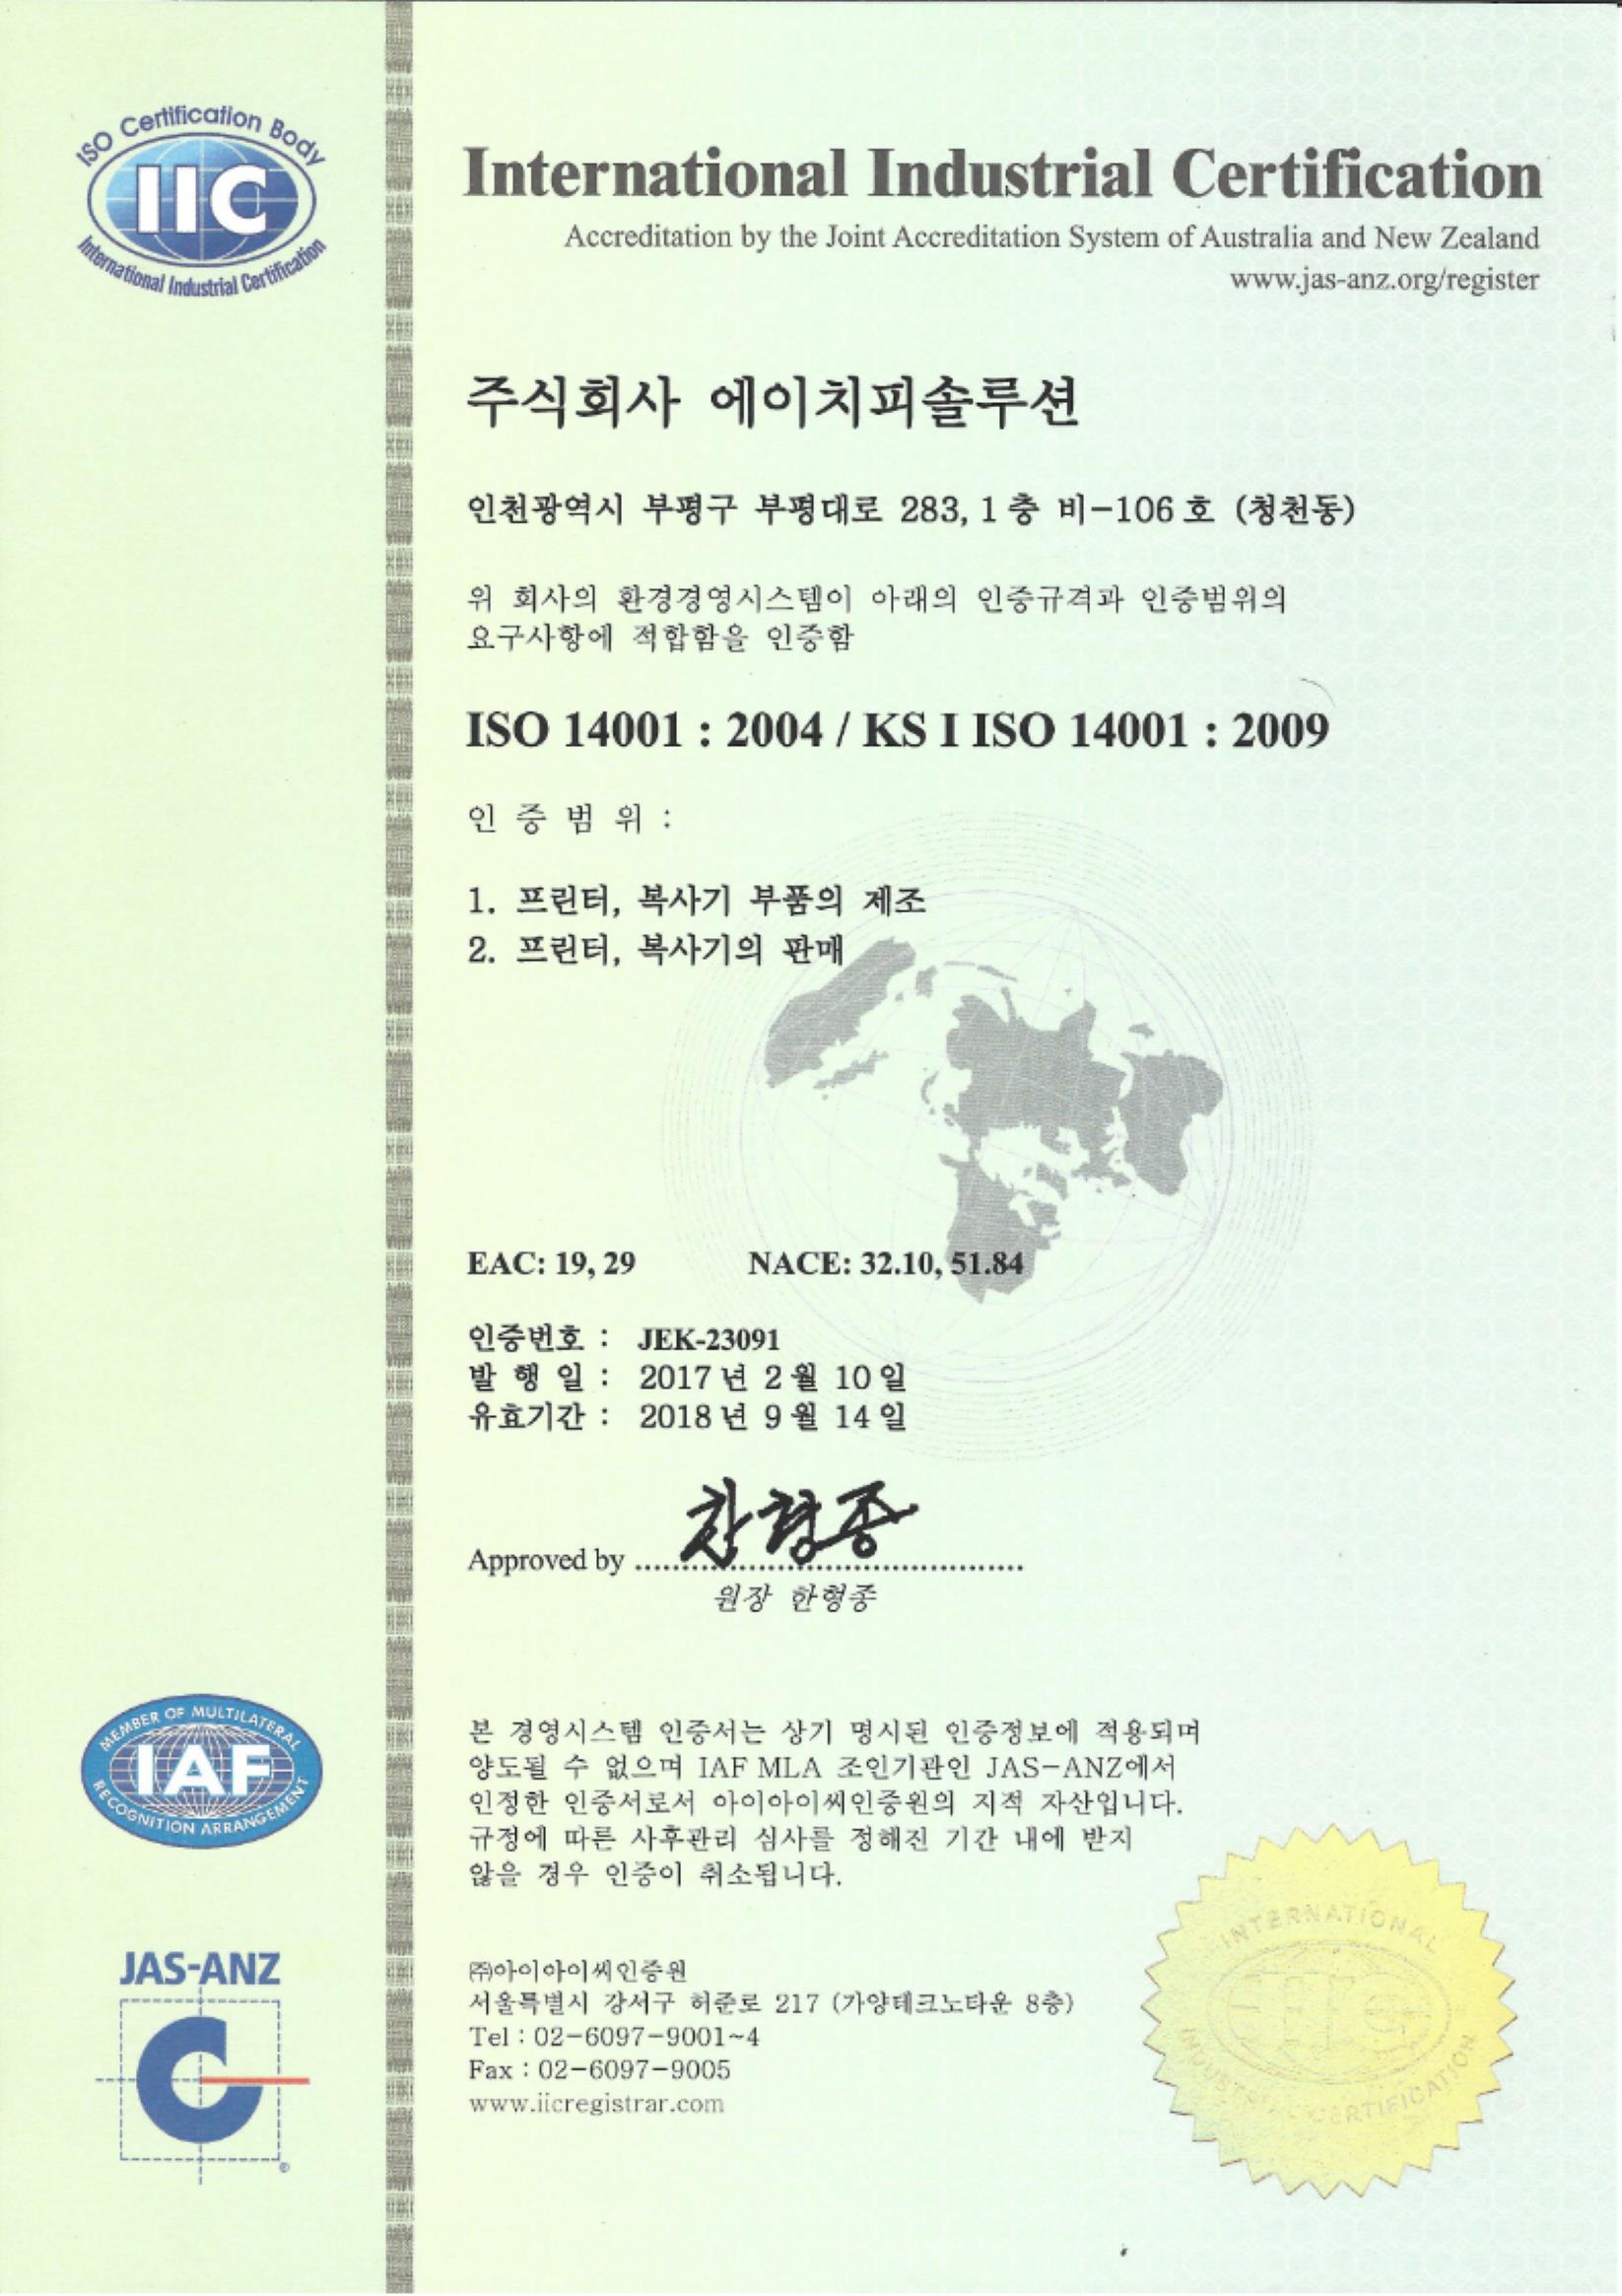 ISO Certification Body
IIC
International Industrial Certification
International Industrial Certification
Accreditation by the Joint Accreditation System of Australia and New Zealand
www.jas-anz.org/register
주식회사 에이치피솔루션
인천광역시 부평구 부평대로 283, 1층 비-106호 (청천동)
위 회사의 환경경영시스템이 아래의 인증규격과 인증범위의
요구사항에 적합함을 인증함
ISO 14001 : 2004 / KS I ISO 14001 : 2009
인 증 범 위 :
1. 프린터, 복사기 부품의 제조
2. 프린터, 복사기의 판매
EAC: 19, 29 NACE: 32.10, 51.84
인증번호 : JEK-23091
발 행 일 : 2017년 2월 10일
유효기간 : 2018년 9월 14일
한형종
Approved by
원장 한형종
MEMBER OF MULTILATERAL
IAF
RECOGNITION ARRANGEMENT
본 경영시스템 인증서는 상기 명시된 인증정보에 적용되며
양도될 수 없으며 IAF MLA 조인기관인 JAS-ANZ에서
인정한 인증서로서 아이아이씨인증원의 지적 자산입니다.
규정에 따른 사후관리 심사를 정해진 기간 내에 받지
않을 경우 인증이 취소됩니다.
JAS-ANZ
®
㈜아이아이씨인증원
서울특별시 강서구 허준로 217 (가양테크노타운 8층)
Tel : 02-6097-9001~4
Fax : 02-6097-9005
www.iicregistrar.com
INTERNATIONAL
IIC
INDUSTRIAL CERTIFICATION